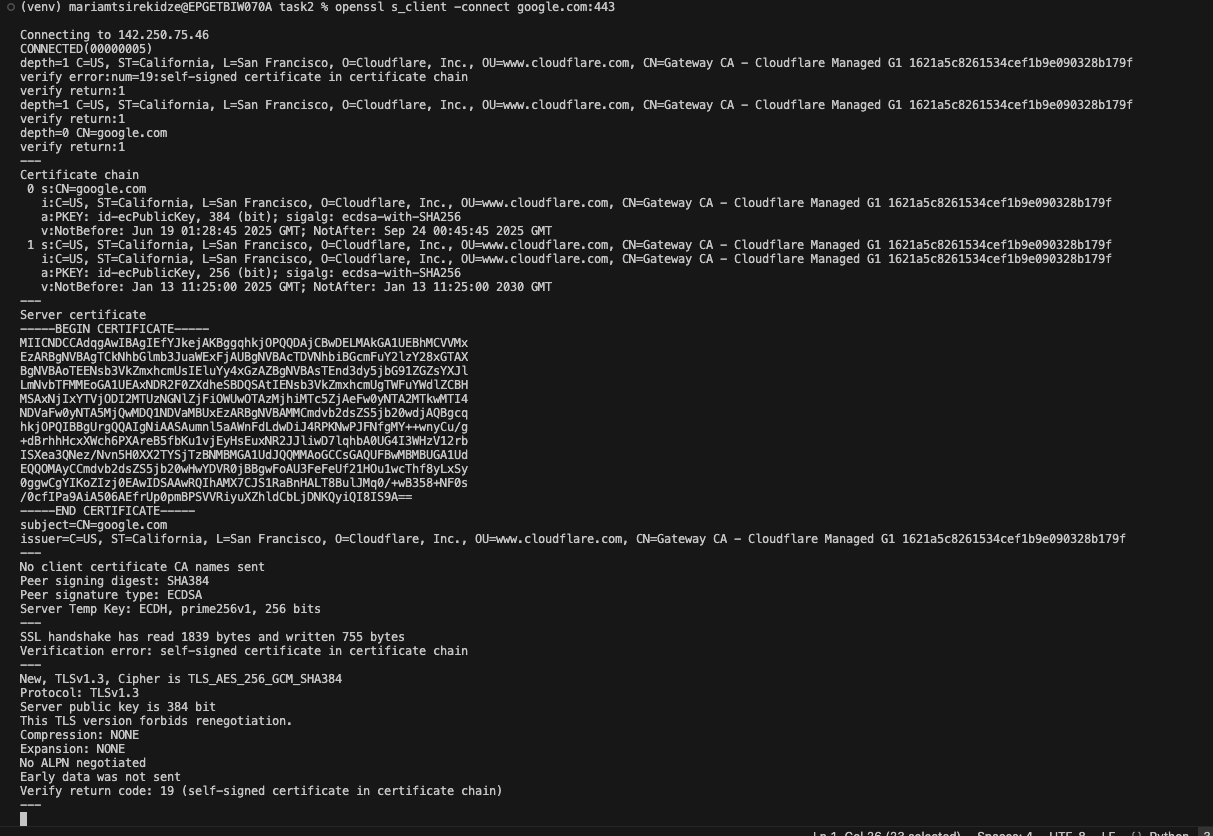 (venv) mariamtsirekidze@EPGETBIW070A task2 % openssl s_client -connect google.com:443
Connecting to 142.250.75.46
CONNECTED(00000005)
depth=1 C=US, ST=California, L=San Francisco, O=Cloudflare, Inc., OU=www.cloudflare.com, CN=Gateway CA - Cloudflare Managed G1 1621a5c8261534cef1b9e090328b179f
verify error:num=19:self-signed certificate in certificate chain
verify return:1
depth=1 C=US, ST=California, L=San Francisco, O=Cloudflare, Inc., OU=www.cloudflare.com, CN=Gateway CA - Cloudflare Managed G1 1621a5c8261534cef1b9e090328b179f
verify return:1
depth=0 CN=google.com
verify return:1
---
Certificate chain
0 s:CN=google.com
i:C=US, ST=California, L=San Francisco, O=Cloudflare, Inc., OU=www.cloudflare.com, CN=Gateway CA - Cloudflare Managed G1 1621a5c8261534cef1b9e090328b179f
a:PKEY: id-ecPublicKey, 384 (bit); sigalg: ecdsa-with-SHA256
v:NotBefore: Jun 19 01:28:45 2025 GMT; NotAfter: Sep 24 00:45:45 2025 GMT
1 s:C=US, ST=California, L=San Francisco, O=Cloudflare, Inc., OU=www.cloudflare.com, CN=Gateway CA - Cloudflare Managed G1 1621a5c8261534cef1b9e090328b179f
i:C=US, ST=California, L=San Francisco, O=Cloudflare, Inc., OU=www.cloudflare.com, CN=Gateway CA - Cloudflare Managed G1 1621a5c8261534cef1b9e090328b179f
a:PKEY: id-ecPublicKey, 256 (bit); sigalg: ecdsa-with-SHA256
v:NotBefore: Jan 13 11:25:00 2025 GMT; NotAfter: Jan 13 11:25:00 2030 GMT
---
Server certificate
-----BEGIN CERTIFICATE-----
MIICNDCCAdqgAwIBAgIEfYJkejAKBggqhkjOPQQDAjCBwDELMAkGA1UEBhMCVVMx
EzARBgNVBAgTCkNhbGlmb3JuaWExFjAUBgNVBAcTDVNhbiBGcmFuY2lzY28xGTAX
BgNVBAoTEENsb3VkZmxhcmUsIEluYy4xGzAZBgNVBAsTEnd3dy5jbG91ZGZsYXJl
LmNvbTFMMEoGA1UEAxNDR2F0ZXdheSBDQSAtIENsb3VkZmxhcmUgTWFuYWdlZCBH
MSAxNjIxYTVjODI2MTUzNGNlZjFiOWUwOTAzMjhiMTc5ZjAeFw0yNTA2MTkwMTI4
NDVaFw0yNTA5MjQwMDQ1NDVaMBUxEzARBgNVBAMMCmdvb2dsZS5jb20wdjAQBgcq
hkjOPQIBBgUrgQQAIgNiAASAumnl5aAWnFdLdwDiJ4RPKNwPJFNfgMY++wnyCu/g
+dBrhhHcxXWch6PXAreB5fbKu1vjEyHsEuxNR2JJliwD7lqhbA0UG4I3WHzV12rb
ISXea3QNez/Nvn5H0XX2TYSjTzBNMBMGA1UdJQQMMAoGCCsGAQUFBwMBMBUGA1Ud
EQQOMAyCCmdvb2dsZS5jb20wHwYDVR0jBBgwFoAU3FeFeUf21HOu1wcThf8yLxSy
0ggwCgYIKoZIzj0EAwIDSAAwRQIhAMX7CJS1RaBnHALT8BulJMq0/+wB358+NF0s
/0cfIPa9AiA506AEfrUp0pmBPSVVRiyuXZhldCbLjDNKQyiQI8IS9A==
-----END CERTIFICATE-----
subject=CN=google.com
issuer=C=US, ST=California, L=San Francisco, O=Cloudflare, Inc., OU=www.cloudflare.com, CN=Gateway CA - Cloudflare Managed G1 1621a5c8261534cef1b9e090328b179f
---
No client certificate CA names sent
Peer signing digest: SHA384
Peer signature type: ECDSA
Server Temp Key: ECDH, prime256v1, 256 bits
---
SSL handshake has read 1839 bytes and written 755 bytes
Verification error: self-signed certificate in certificate chain
---
New, TLSv1.3, Cipher is TLS_AES_256_GCM_SHA384
Protocol: TLSv1.3
Server public key is 384 bit
This TLS version forbids renegotiation.
Compression: NONE
Expansion: NONE
No ALPN negotiated
Early data was not sent
Verify return code: 19 (self-signed certificate in certificate chain)
---
Ln 1, Col 26 (23 selected) Spaces: 4 UTF-8 LF {} Python